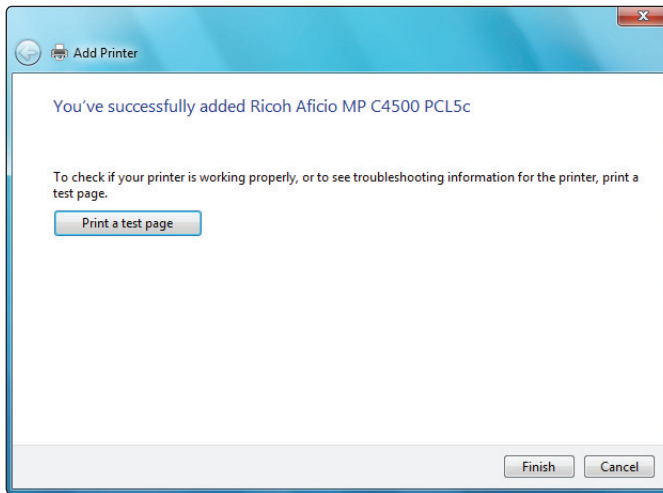 X
Add Printer
You've successfully added Ricoh Aficio MP C4500 PCL5c
To check if your printer is working properly, or to see troubleshooting information for the printer, print a
test page.
Print a test page
Finish Cancel